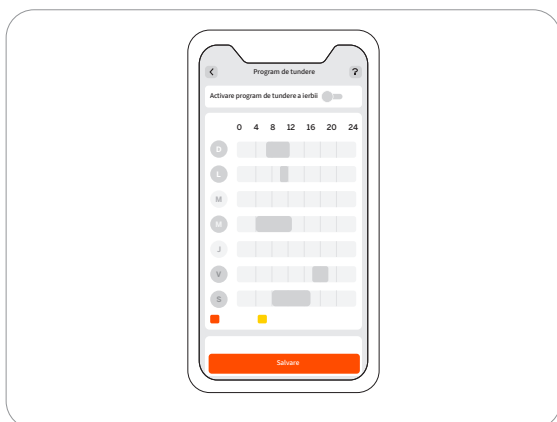 Program de tundere ?
Activare program de tundere a ierbii
0 4 8 12 16 20 24
D
L
M
M
J
V
S
Salvare